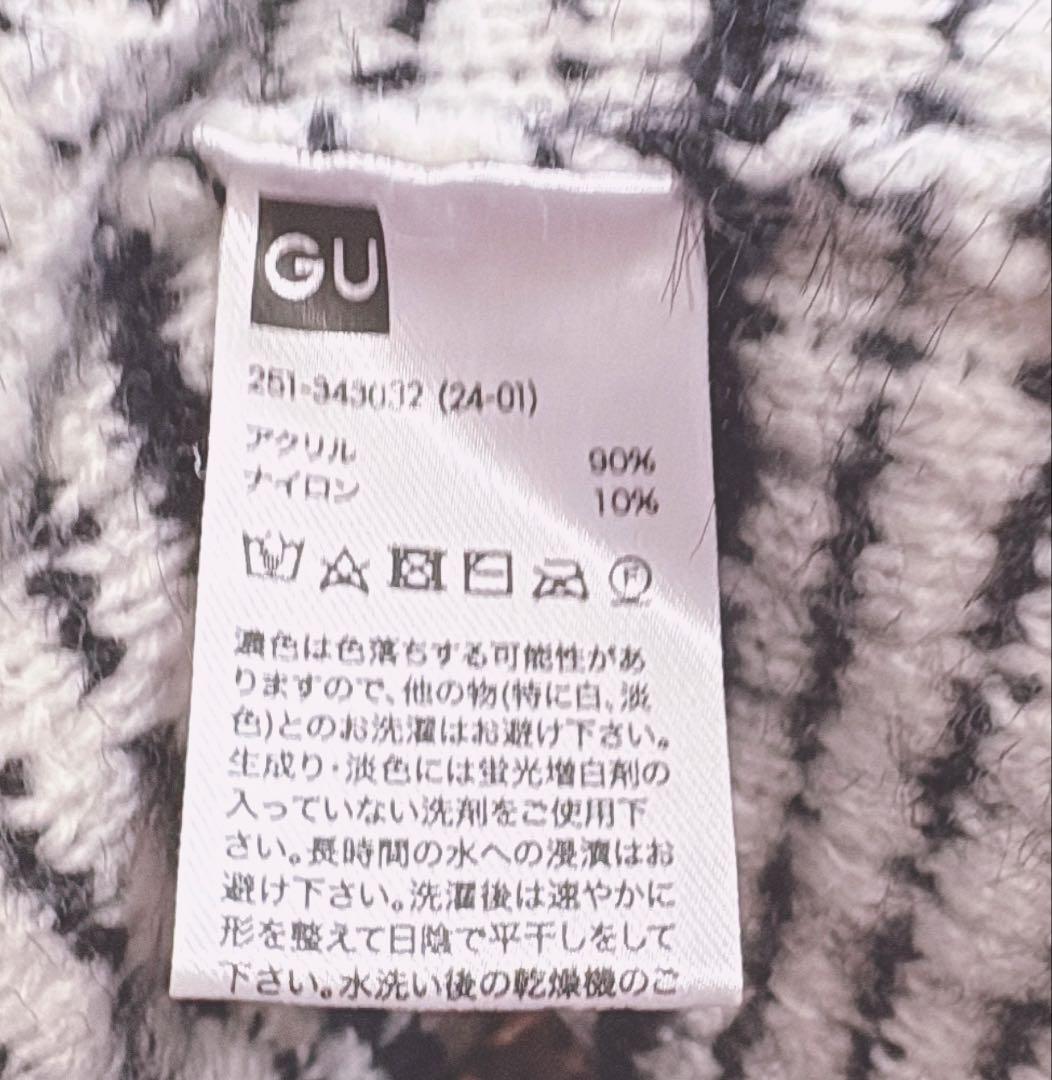 GU
251-343032 (24-01)
アクリル 90%
ナイロン 10%
F
濃色は色落ちする可能性があ
りますので、他の物(特に白、淡
色)とのお洗濯はお避け下さい。
生成り・淡色には蛍光増白剤の
入っていない洗剤をご使用下
さい。長時間の水への浸漬はお
避け下さい。洗濯後は速やかに
形を整えて日陰で平干しをして
下さい。水洗い後の乾燥機のご